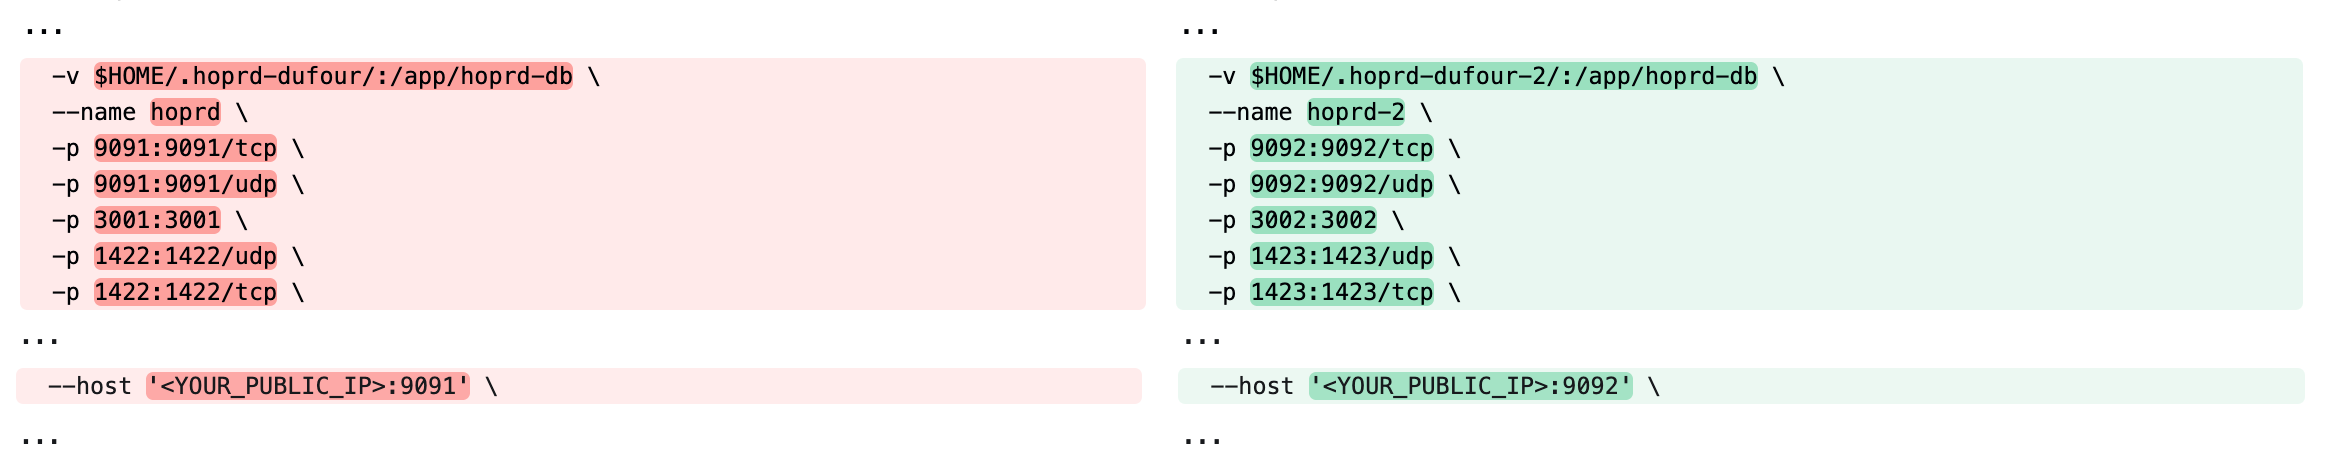 ...
-v $HOME/.hoprd-dufour/:/app/hoprd-db \
--name hoprd \
-p 9091:9091/tcp \
-p 9091:9091/udp \
-p 3001:3001 \
-p 1422:1422/udp \
-p 1422:1422/tcp \
...
--host '<YOUR_PUBLIC_IP>:9091' \
...
...
-v $HOME/.hoprd-dufour-2/:/app/hoprd-db \
--name hoprd-2 \
-p 9092:9092/tcp \
-p 9092:9092/udp \
-p 3002:3002 \
-p 1423:1423/udp \
-p 1423:1423/tcp \
...
--host '<YOUR_PUBLIC_IP>:9092' \
...